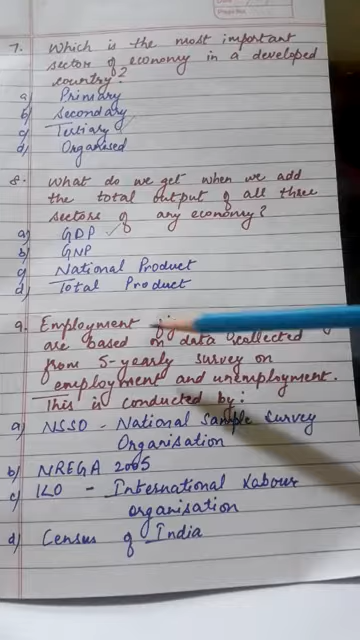 7. Which is the most important
sector of economy in a developed
country?
a) Primary
b) Secondary
c) Tertiary
d) Organised
8. What do we get when we add
the total output of all three
sectors of any economy?
a) GDP ✓
b) GNP
c) National Product
d) Total Product
9. Employment
are based on data collected
from 5-yearly survey on
employment and unemployment.
This is conducted by:
a) NSSO - National Sample Survey
Organisation
b) NREGA 2005
c) ILO - International Labour
organisation
d) Census of India